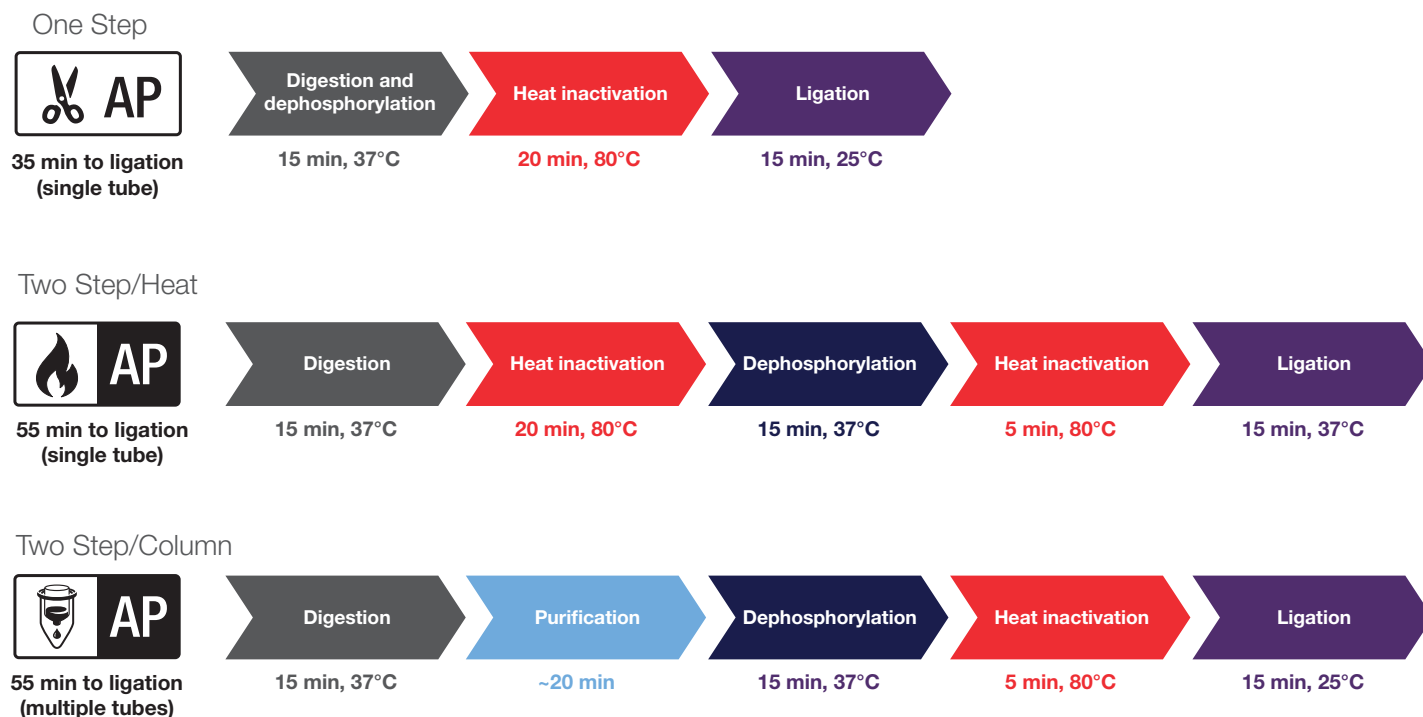 One Step
AP
35 min to ligation
(single tube)
Digestion and
dephosphorylation
15 min, 37°C
Heat inactivation
20 min, 80°C
Ligation
15 min, 25°C
Two Step/Heat
AP
55 min to ligation
(single tube)
Digestion
15 min, 37°C
Heat inactivation
20 min, 80°C
Dephosphorylation
15 min, 37°C
Heat inactivation
5 min, 80°C
Ligation
15 min, 37°C
Two Step/Column
AP
55 min to ligation
(multiple tubes)
Digestion
15 min, 37°C
Purification
~20 min
Dephosphorylation
15 min, 37°C
Heat inactivation
5 min, 80°C
Ligation
15 min, 25°C